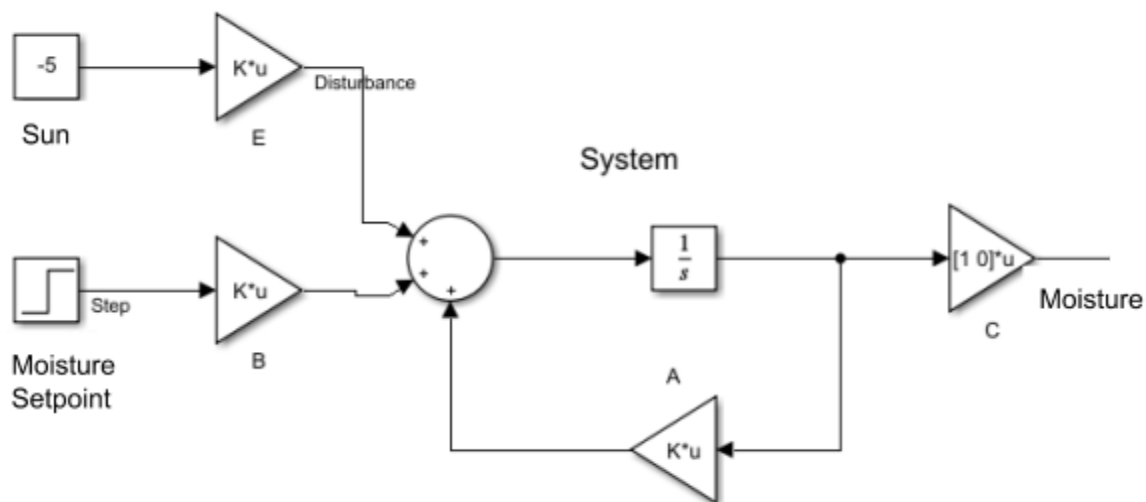 -5
Sun
K*u
E
Disturbance
System
Step
Moisture
Setpoint
K*u
B
+
+
+
1
s
[1 0]*u
C
Moisture
A
K*u